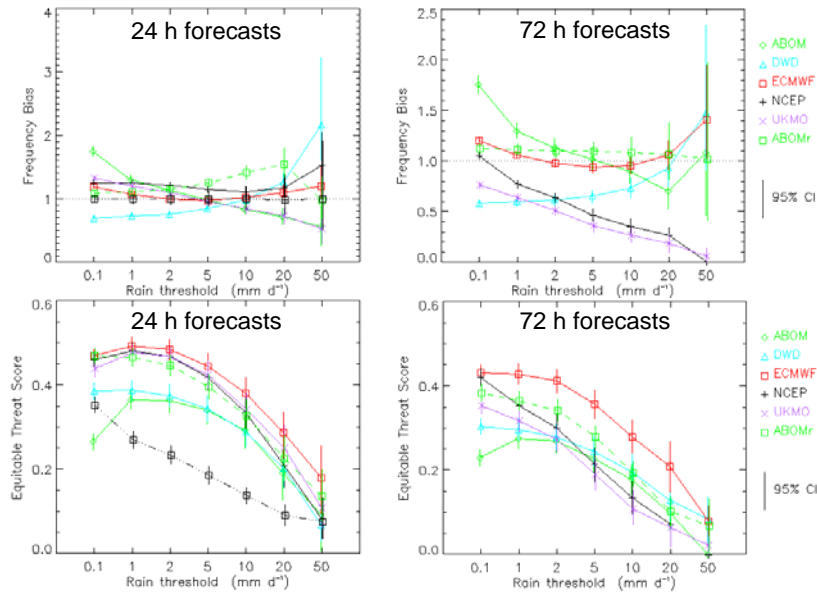 24 h forecasts
Frequency Bias
4
3
2
1
0
0.1 1 2 5 10 20 50
Rain threshold (mm d⁻¹)
72 h forecasts
Frequency Bias
2.5
2.0
1.5
1.0
0.5
0.0
0.1 1 2 5 10 20 50
Rain threshold (mm d⁻¹)
ABOM
DWD
ECMWF
NCEP
UKMO
ABOMr
95% CI
24 h forecasts
Equitable Threat Score
0.6
0.4
0.2
0.0
0.1 1 2 5 10 20 50
Rain threshold (mm d⁻¹)
72 h forecasts
Equitable Threat Score
0.6
0.4
0.2
0.0
0.1 1 2 5 10 20 50
Rain threshold (mm d⁻¹)
ABOM
DWD
ECMWF
NCEP
UKMO
ABOMr
95% CI